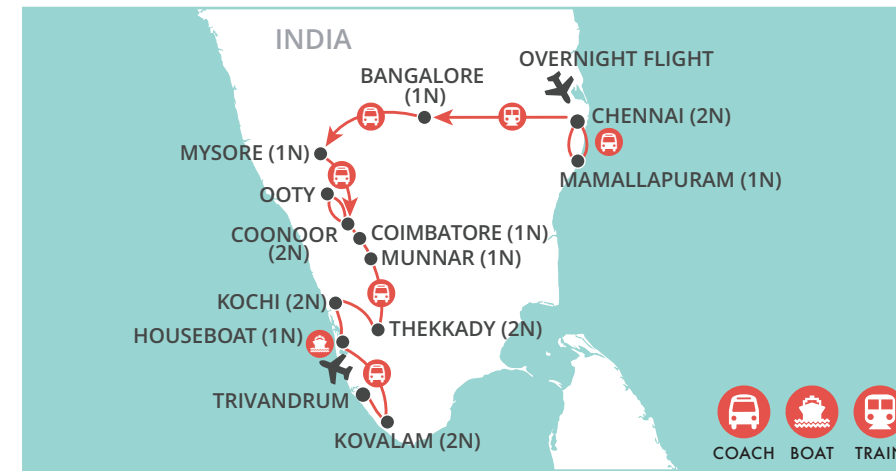 INDIA
OVERNIGHT FLIGHT
BANGALORE
(1N)
CHENNAI (2N)
MYSORE (1N)
MAMALLAPURAM (1N)
OOTY
COONOOR
(2N)
COIMBATORE (1N)
MUNNAR (1N)
KOCHI (2N)
THEKKADY (2N)
HOUSEBOAT (1N)
TRIVANDRUM
KOVALAM (2N)
COACH BOAT TRAIN